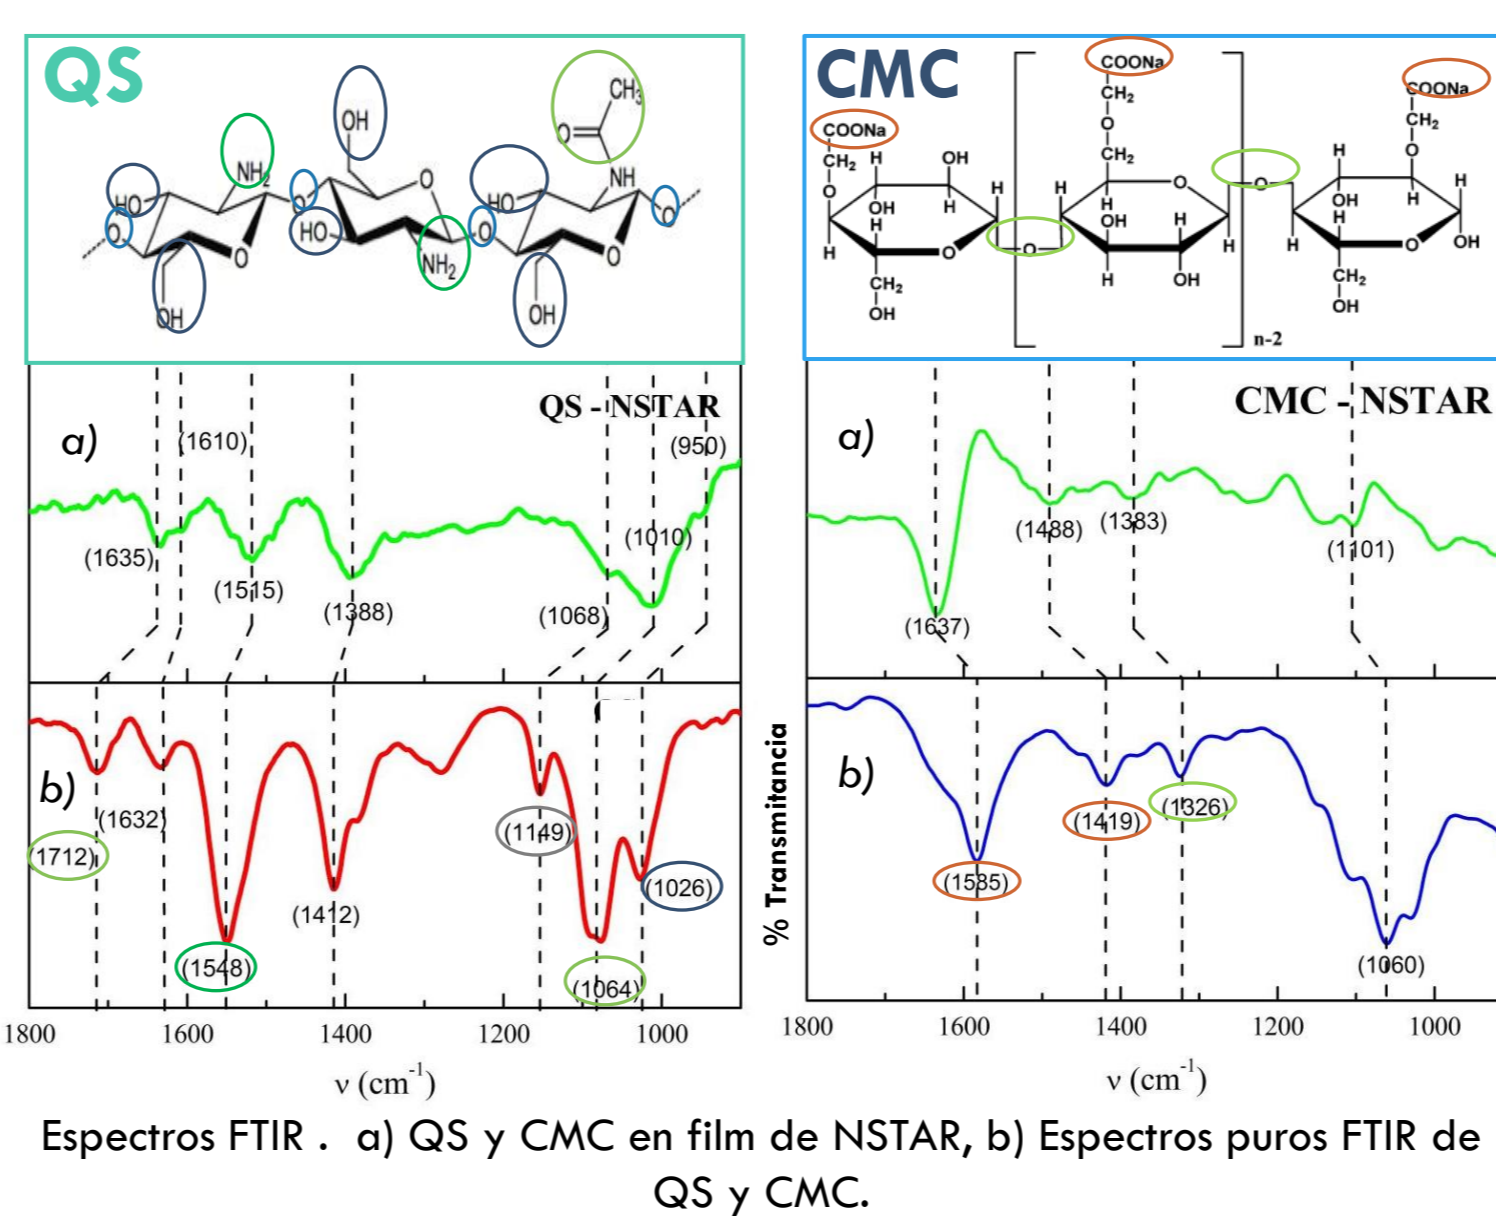 QS
CH3
O
OH
NH2
NH
HO
O
O
HO
O
O
HO
O
O
O
O
NH2
OH
OH
CMC
COONa
COONa
COONa
CH2
CH2
O
O
CH2
CH2
O
H
OH
H
H
O
H
O
H
OH
H
OH
H
OH
H
H
H
H
H
O
O
H
H
O
OH
CH2
H
OH
CH2
OH
OH
n-2
QS - NSTAR
a)
(1610)
(950)
(1635)
(1515)
(1388)
(1068)
(1010)
b)
(1632)
(1712)
(1548)
(1412)
(1149)
(1064)
(1026)
1800
1600
1400
1200
1000
ν (cm-1)
CMC - NSTAR
a)
(1637)
(1488)
(1383)
(1101)
% Transmitancia
b)
(1419)
(1326)
(1060)
1800
1600
1400
1200
1000
ν (cm-1)
Espectros FTIR . a) QS y CMC en film de NSTAR, b) Espectros puros FTIR de
QS y CMC.